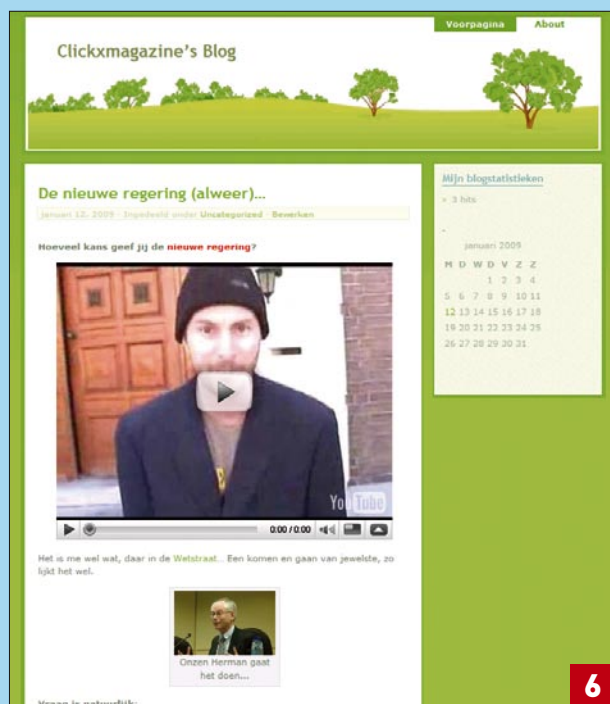 Voorpagina About
Clickxmagazine's Blog
De nieuwe regering (alweer)...
januari 12, 2009 · Ingedeeld onder Uncategorized · Bewerken
Hoeveel kans geef jij de nieuwe regering?
YouTube
0:00 / 0:00
Het is me wel wat, daar in de Wetstraat... Een komen en gaan van jewelste, zo
lijkt het wel.
Onzen Herman gaat
het doen...
Vraag is natuurlijk:
Mijn blogstatistieken
» 3 hits
januari 2009
M D W D V Z Z
1 2 3 4
5 6 7 8 9 10 11
12 13 14 15 16 17 18
19 20 21 22 23 24 25
26 27 28 29 30 31
6